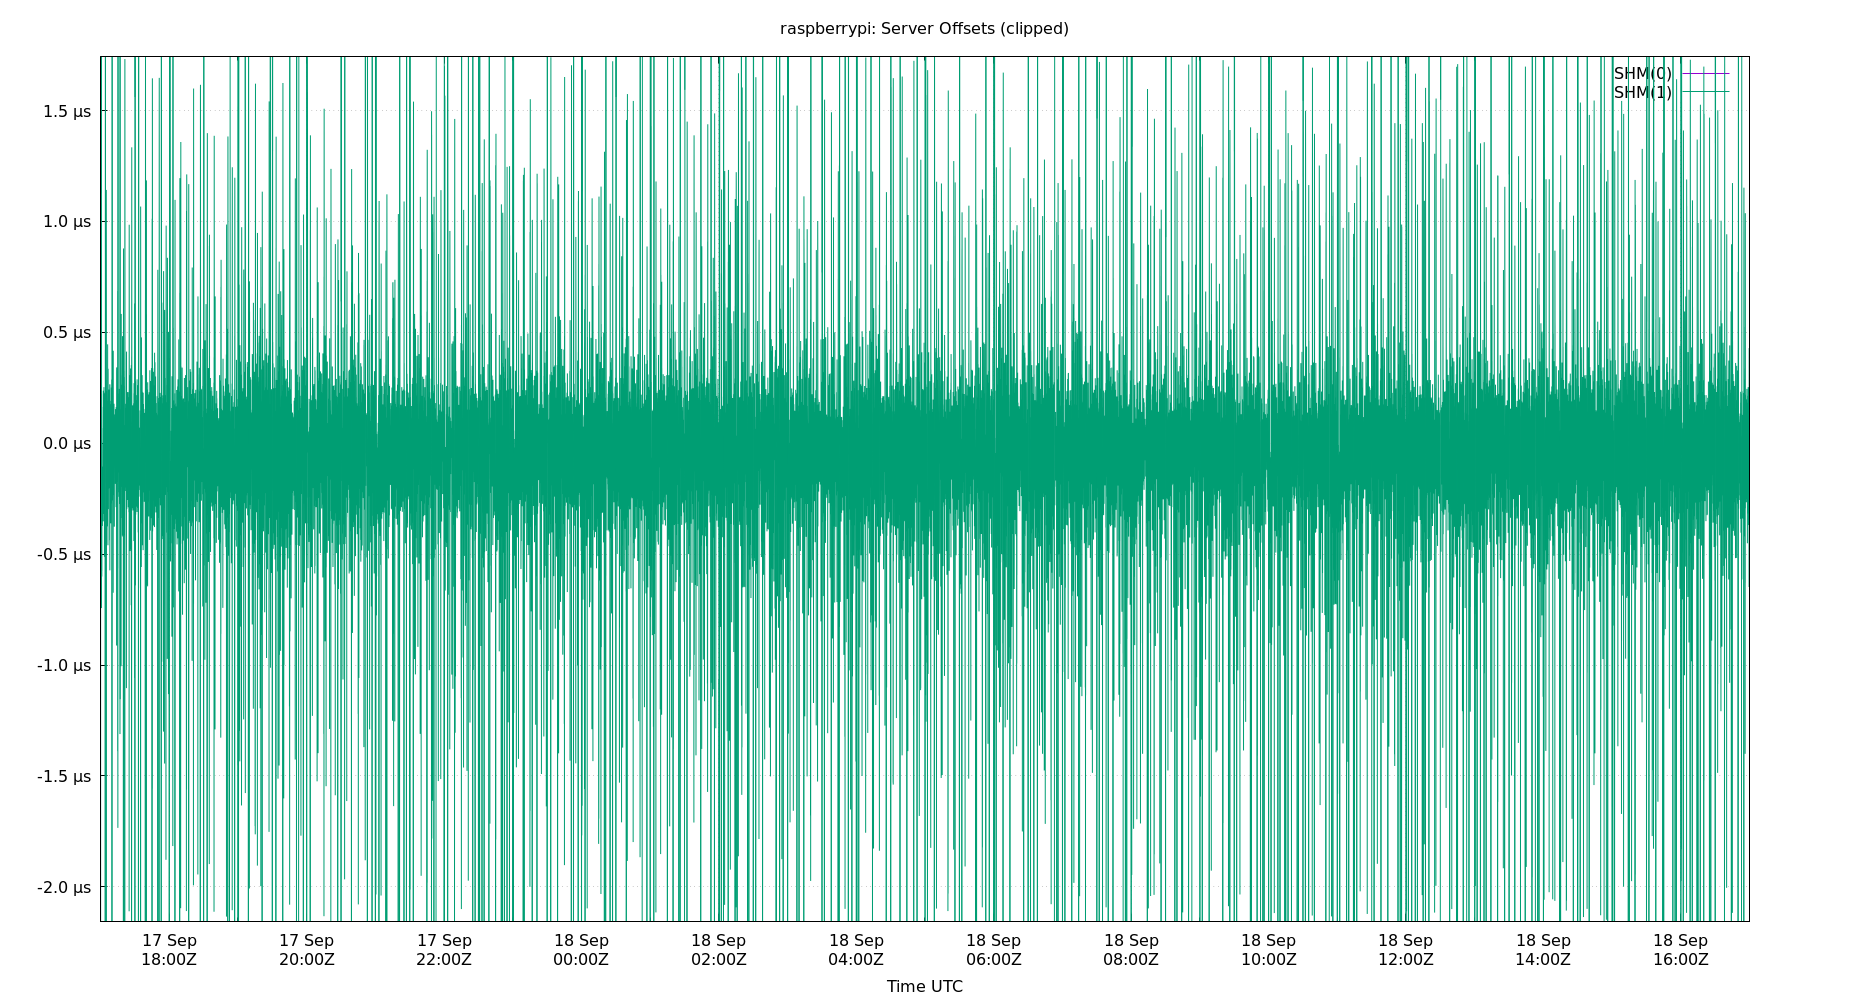 raspberrypi: Server Offsets (clipped)
SHM(0)
SHM(1)
1.5 µs
1.0 µs
0.5 µs
0.0 µs
-0.5 µs
-1.0 µs
-1.5 µs
-2.0 µs
17 Sep 17 Sep 17 Sep 18 Sep 18 Sep 18 Sep 18 Sep 18 Sep 18 Sep 18 Sep 18 Sep 18 Sep
18:00Z 20:00Z 22:00Z 00:00Z 02:00Z 04:00Z 06:00Z 08:00Z 10:00Z 12:00Z 14:00Z 16:00Z
Time UTC